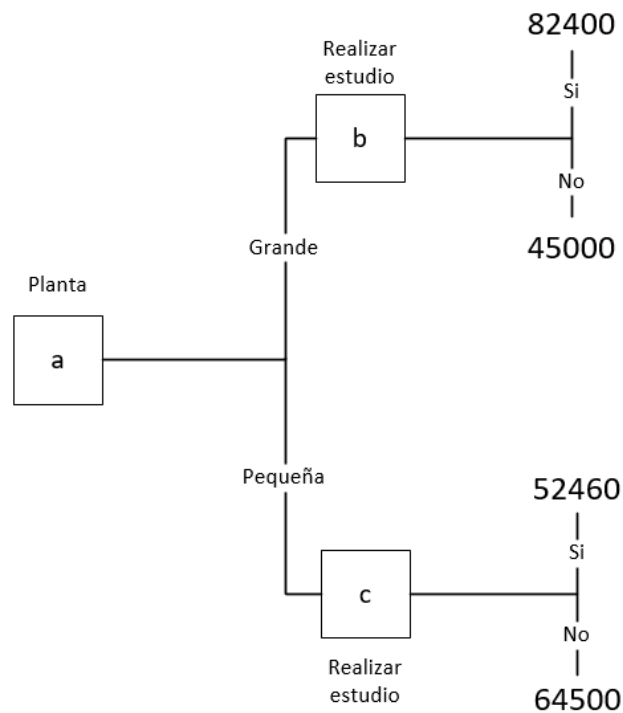 82400
Realizar
estudio
Si
b
No
Grande
45000
Planta
a
Pequeña
52460
Si
c
No
Realizar
estudio
64500